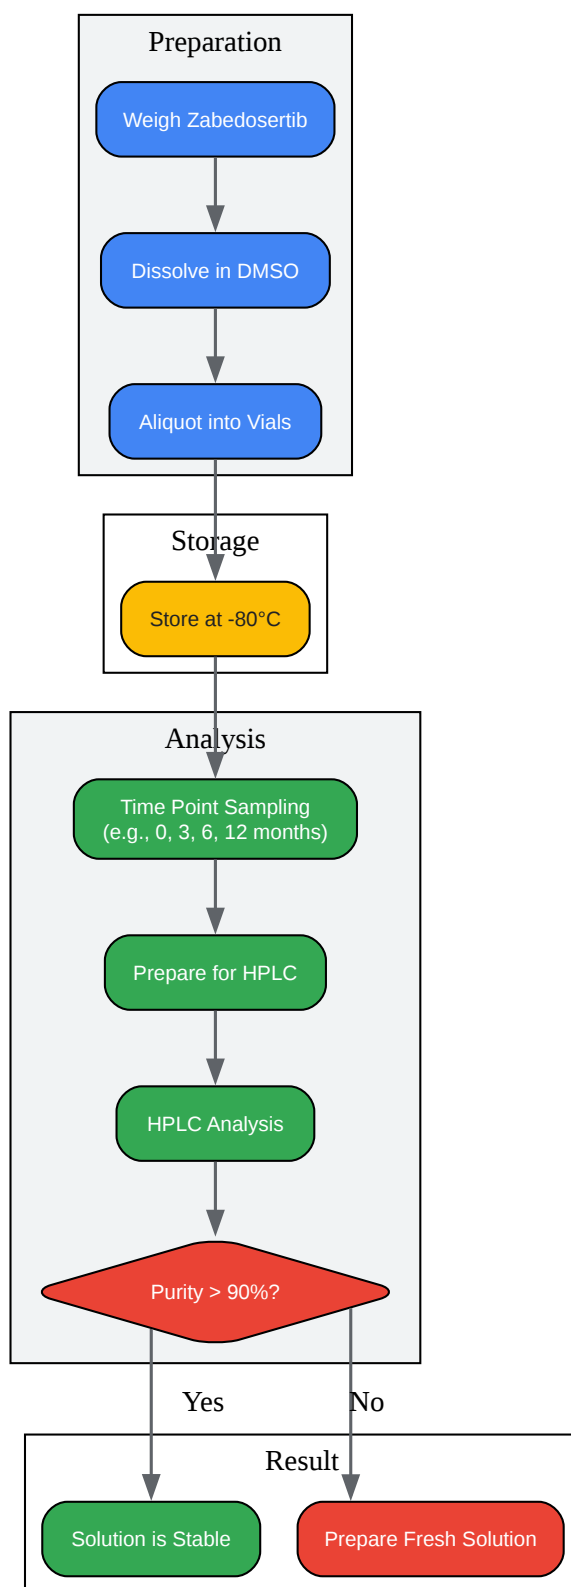 Preparation
Weigh Zabedosertib
Dissolve in DMSO
Aliquot into Vials
Storage
Store at -80°C
Analysis
Time Point Sampling
(e.g., 0, 3, 6, 12 months)
Prepare for HPLC
HPLC Analysis
Purity > 90%?
Yes
No
Result
Solution is Stable
Prepare Fresh Solution